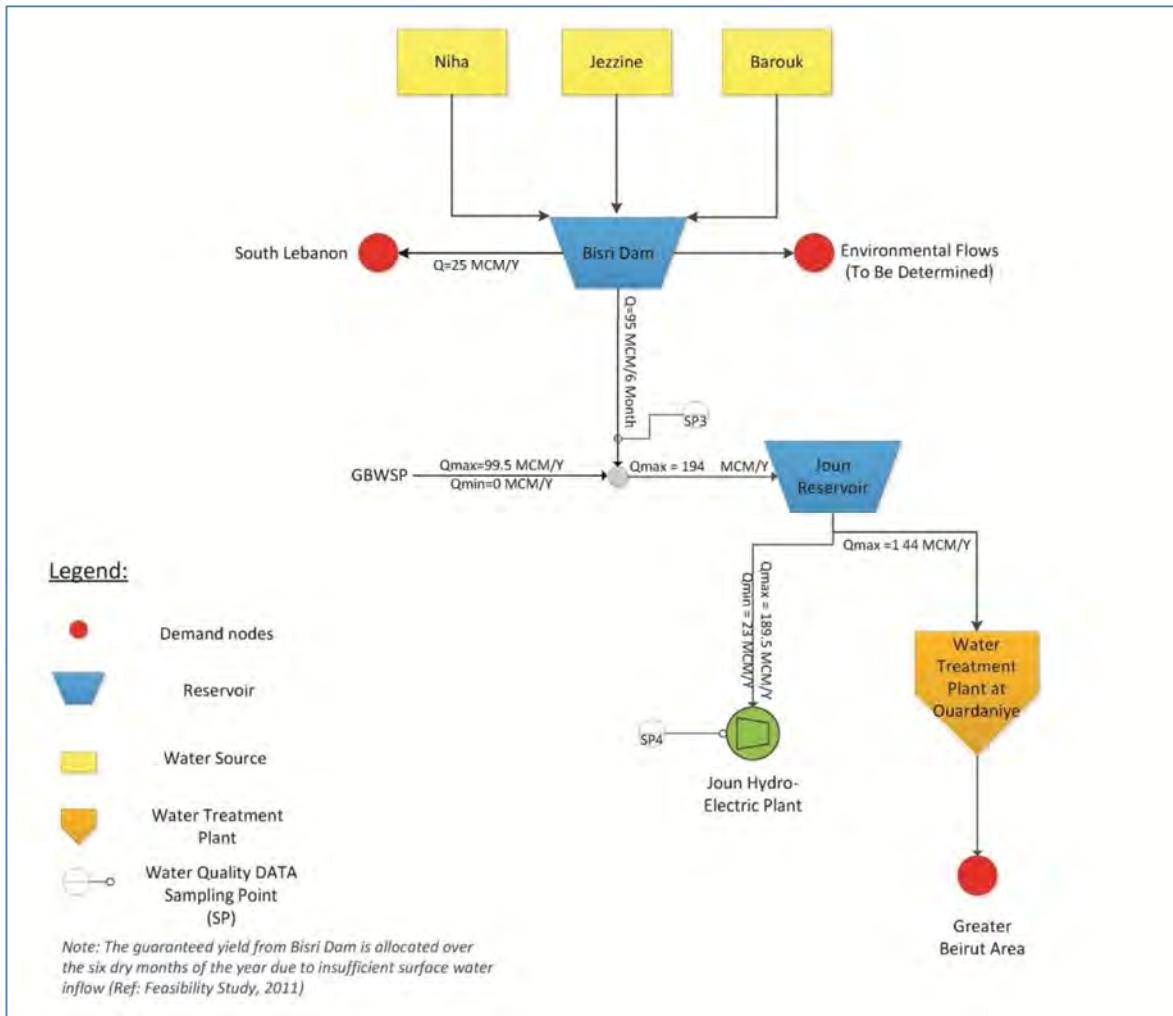 Niha
Jezzine
Barouk
South Lebanon
Bisri Dam
Environmental Flows
(To Be Determined)
Q=25 MCM/Y
Q=95 MCM/6 Month
SP3
GBWSP
Qmax=99.5 MCM/Y
Qmin=0 MCM/Y
Qmax = 194 MCM/Y
Joun
Reservoir
Qmax =1 44 MCM/Y
Qmax = 189.5 MCM/Y
Qmin = 23 MCM/Y
Water
Treatment
Plant at
Ouardaniye
SP4
Joun Hydro-
Electric Plant
Greater
Beirut Area
Legend:
Demand nodes
Reservoir
Water Source
Water Treatment
Plant
Water Quality DATA
Sampling Point
(SP)
Note: The guaranteed yield from Bisri Dam is allocated over
the six dry months of the year due to insufficient surface water
inflow (Ref: Feasibility Study, 2011)